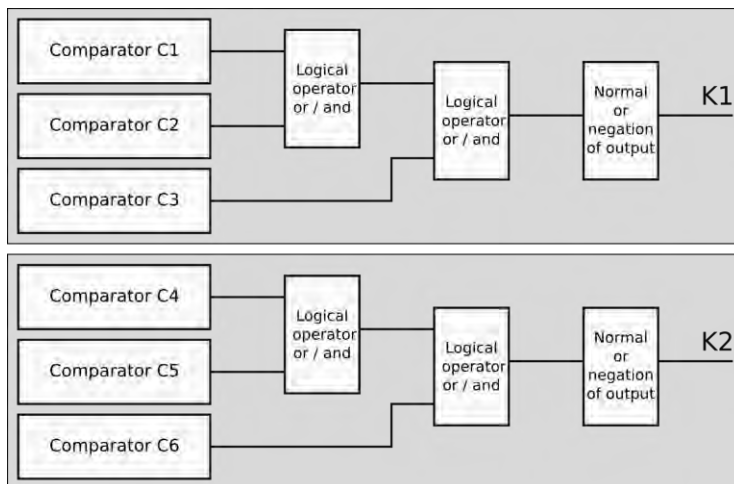 Comparator C1
Comparator C2
Comparator C3
Logical
operator
or / and
Logical
operator
or / and
Normal
or
negation
of output
K1
Comparator C4
Comparator C5
Comparator C6
Logical
operator
or / and
Logical
operator
or / and
Normal
or
negation
of output
K2